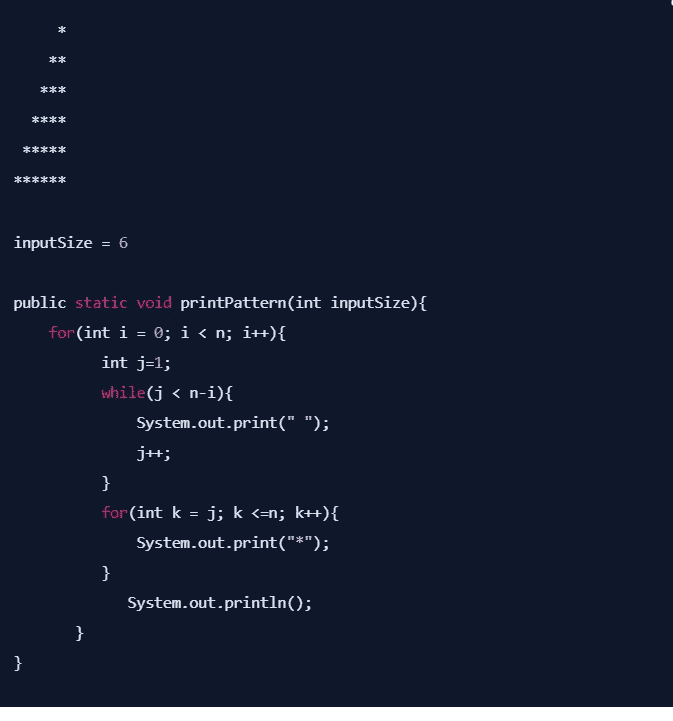 *
    **
   ***
  ****
 *****
******
inputSize = 6
public static void printPattern(int inputSize){
    for(int i = 0; i < n; i++){
          int j=1;
          while(j < n-i){
              System.out.print(" ");
              j++;
          }
          for(int k = j; k <=n; k++){
              System.out.print("*");
          }
             System.out.println();
       }
}